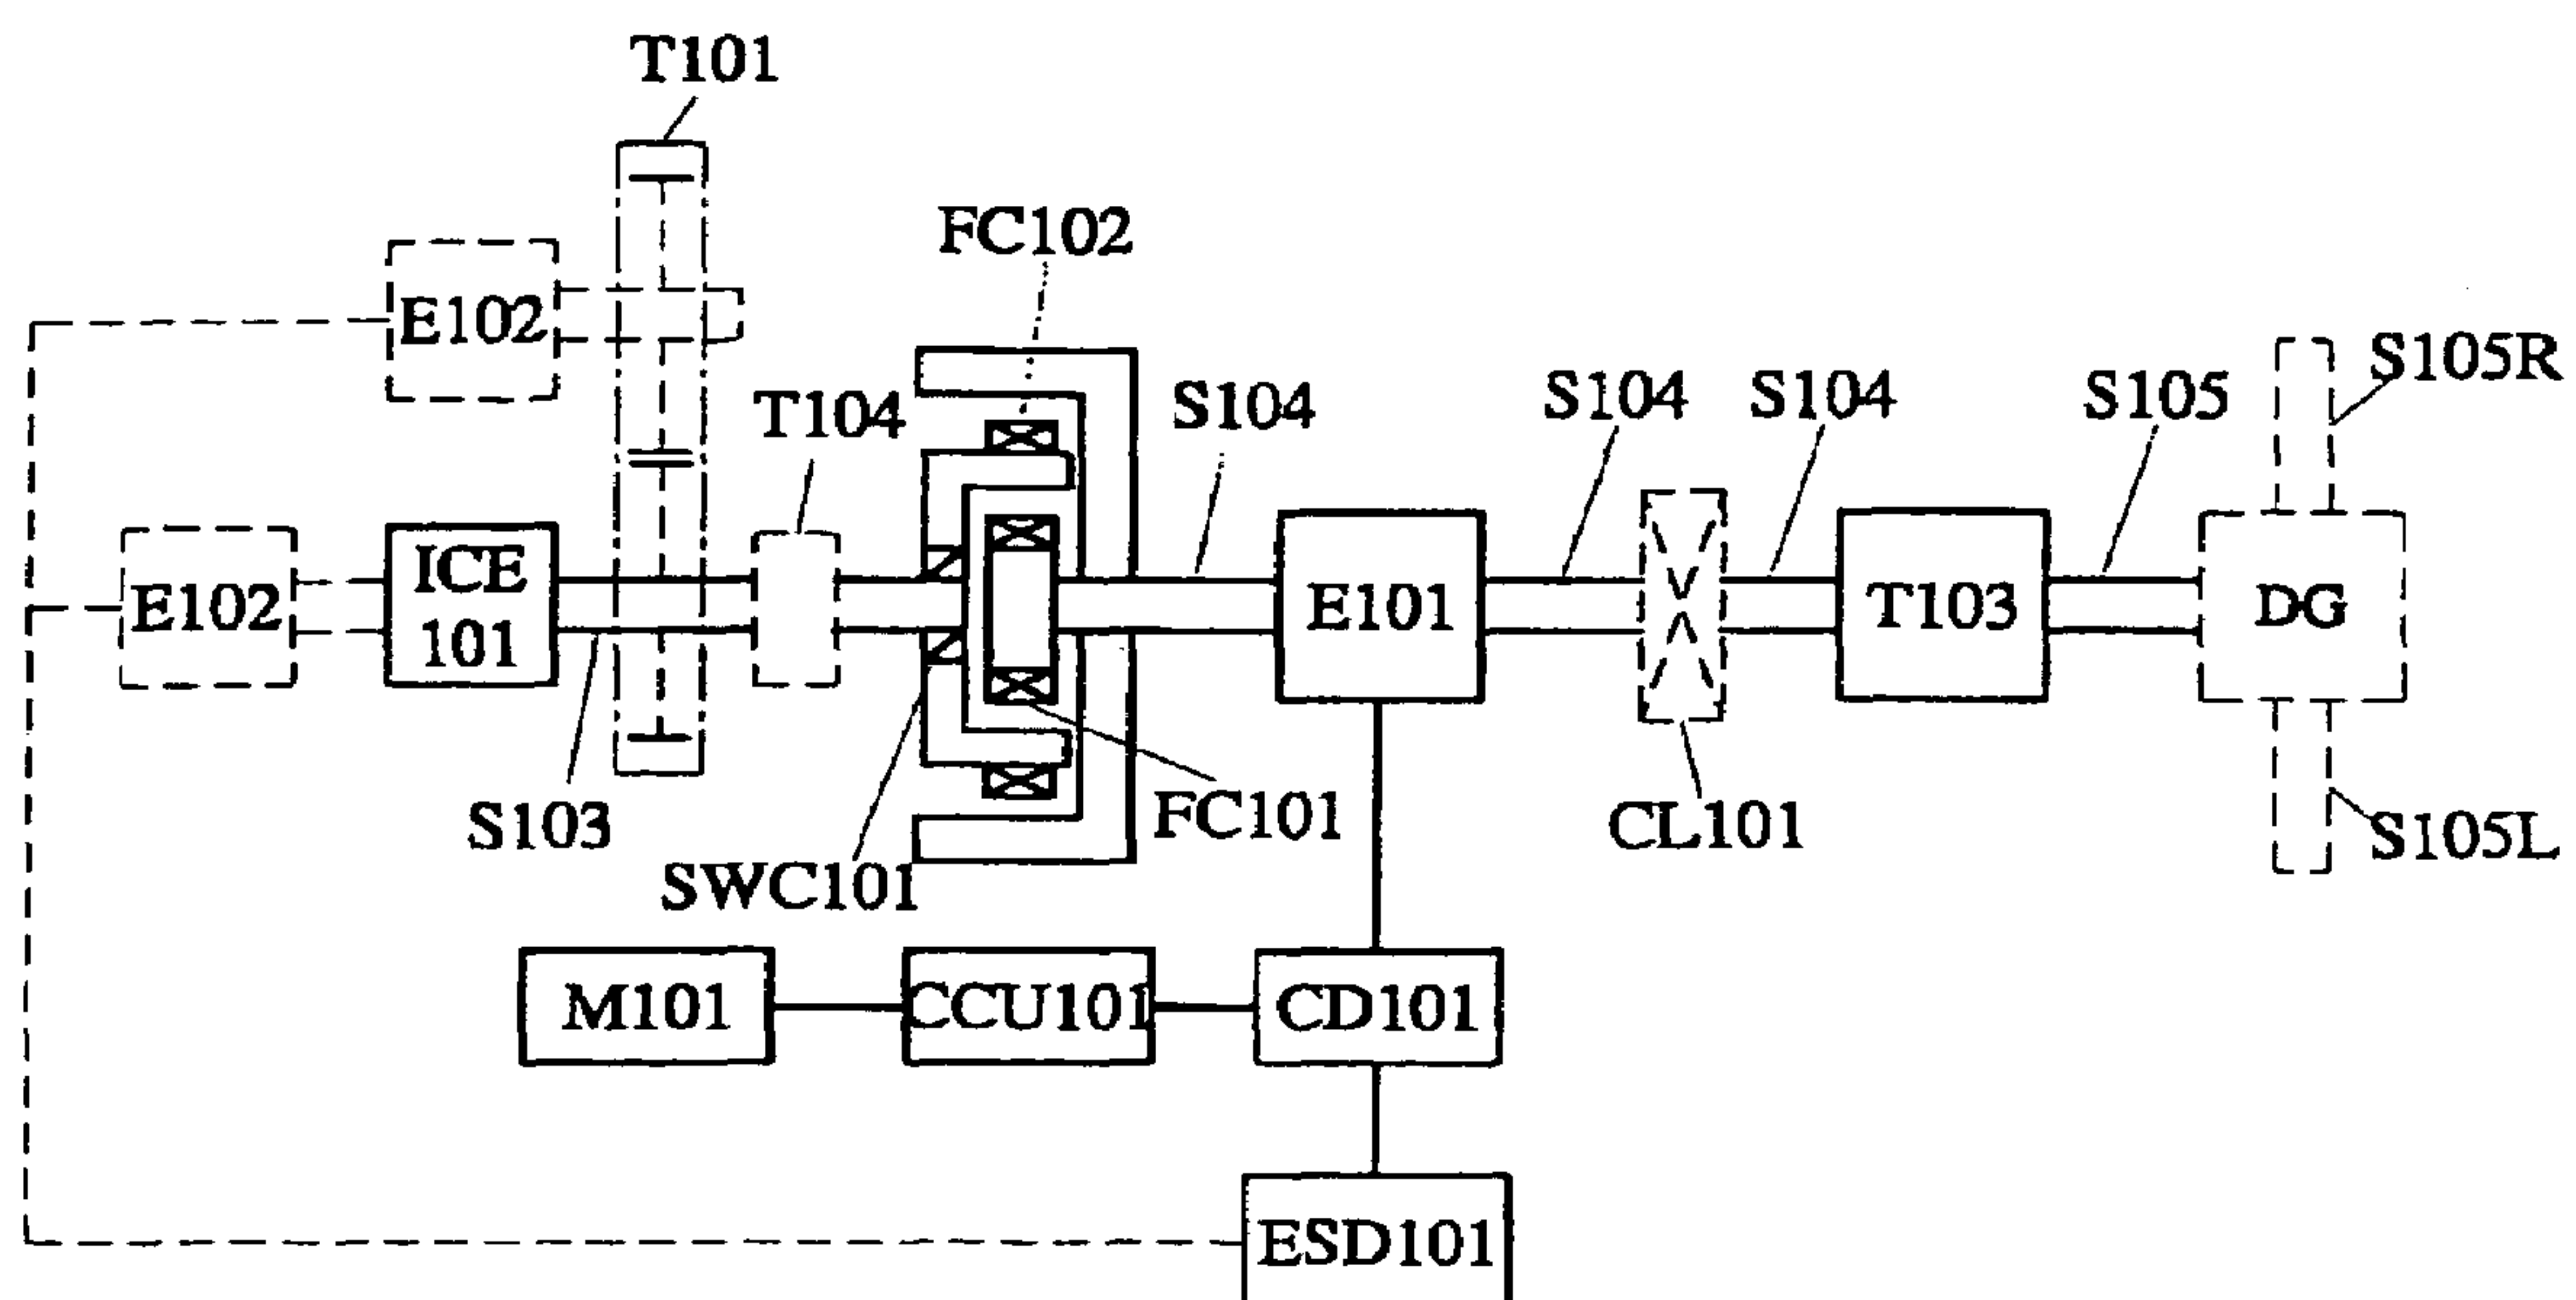 T101
FC102
E102
S105R
T104
S104
S104
S104
S105
E102
ICE
101
E101
T103
DG
S103
SWC101
FC101
CL101
S105L
M101
CCU101
CD101
ESD101